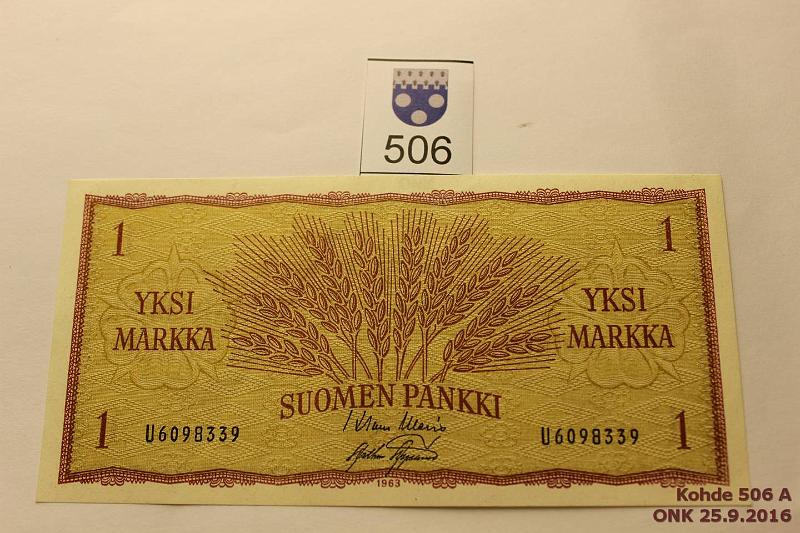 506
1 1
YKSI MARKKA
YKSI MARKKA
SUOMEN PANKKI
1 U6098339 U6098339 1
1963
Kohde 506 A
ONK 25.9.2016